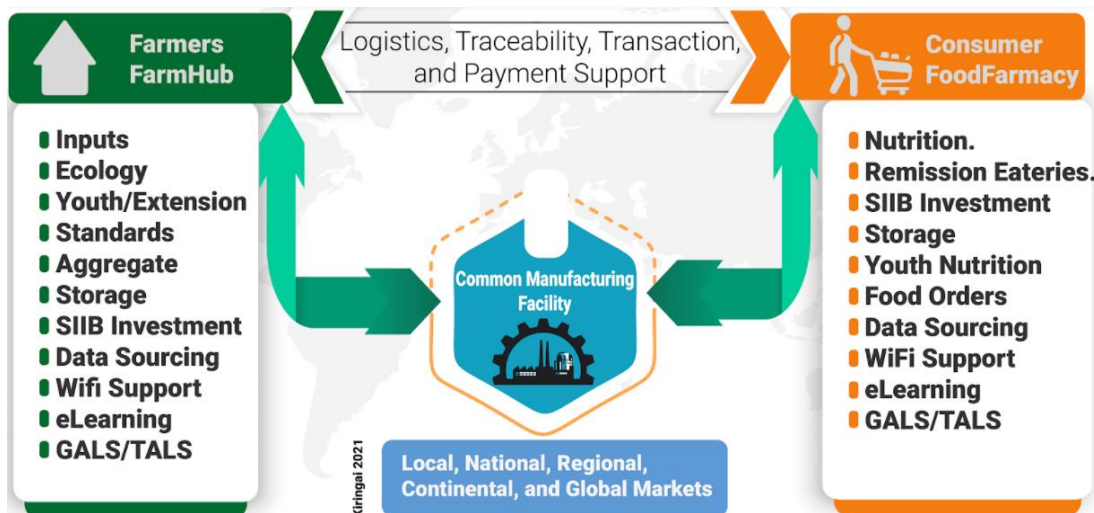 Farmers
FarmHub
Logistics, Traceability, Transaction,
and Payment Support
Consumer
FoodFarmacy
Inputs
Ecology
Youth/Extension
Standards
Aggregate
Storage
SIIB Investment
Data Sourcing
Wifi Support
eLearning
GALS/TALS
Common Manufacturing
Facility
Nutrition.
Remission Eateries.
SIIB Investment
Storage
Youth Nutrition
Food Orders
Data Sourcing
WiFi Support
eLearning
GALS/TALS
Kiringai 2021
Local, National, Regional,
Continental, and Global Markets